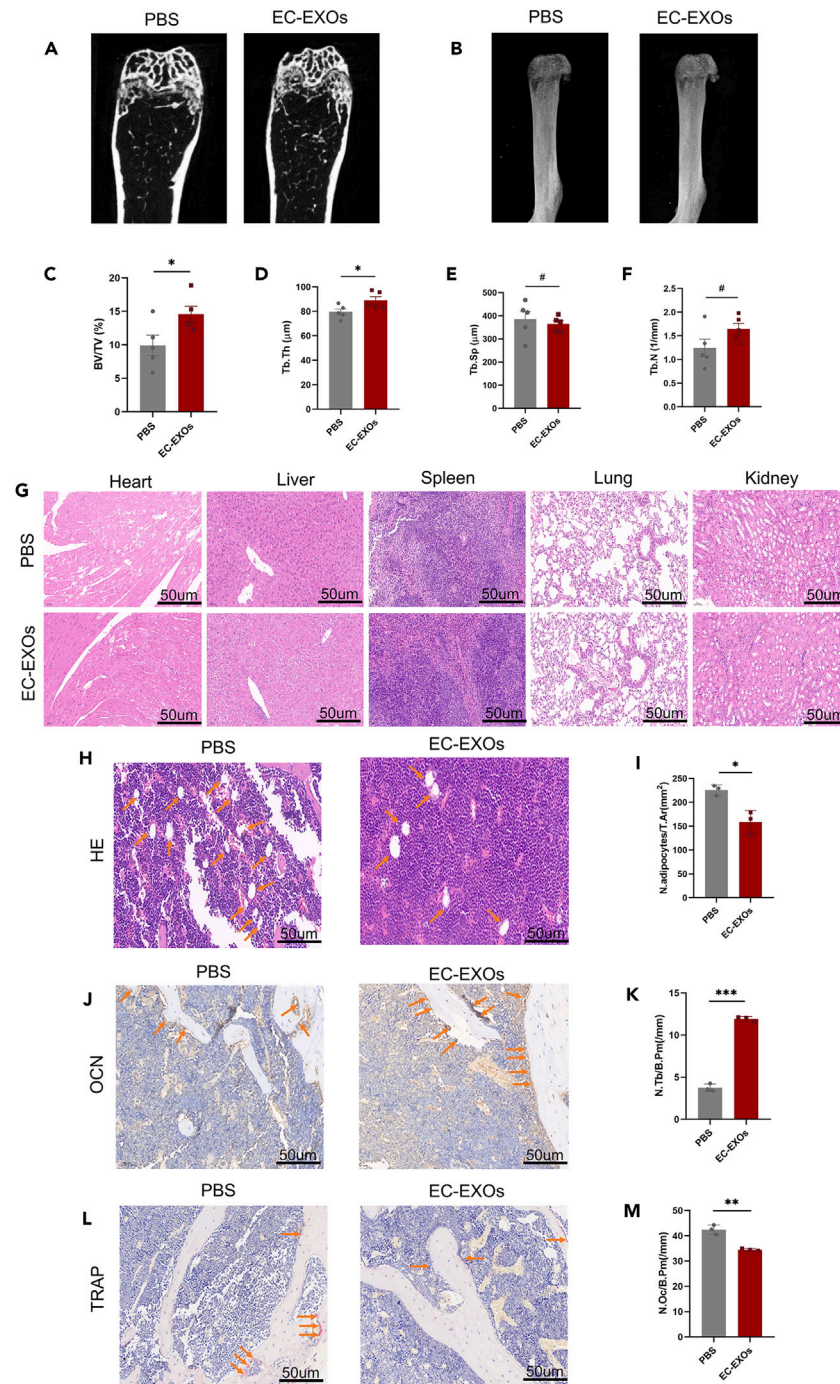 PBS EC-EXOs PBS EC-EXOs
A B
C D E F
* * # #
BV/TV (%)
20
15
10
5
0
PBS
EC-EXOs
Tb.Th (μm)
100
80
60
40
20
0
PBS
EC-EXOs
Tb.Sp (μm)
500
400
300
200
100
0
PBS
EC-EXOs
Tb.N (1/mm)
2.5
2.0
1.5
1.0
0.5
0.0
PBS
EC-EXOs
G
Heart Liver Spleen Lung Kidney
PBS
50um 50um 50um 50um 50um
EC-EXOs
50um 50um 50um 50um 50um
H
PBS EC-EXOs
HE
50um 50um
I
*
N.adipocytes/T.Ar(mm²)
250
200
150
100
50
0
PBS
EC-EXOs
J
PBS EC-EXOs
OCN
50um 50um
K
***
N.Tb/B.Pm(/mm)
15
10
5
0
PBS
EC-EXOs
L
PBS EC-EXOs
TRAP
50um 50um
M
**
N.Oc/B.Pm(/mm)
50
40
30
20
10
0
PBS
EC-EXOs